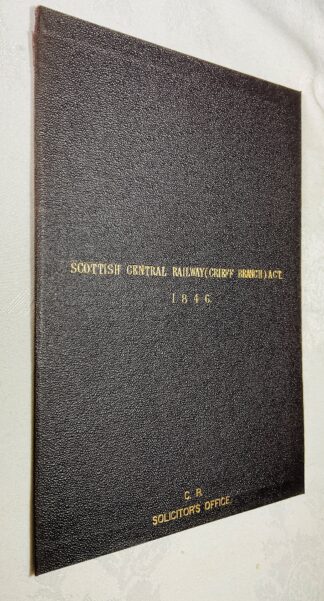 SCOTTISH CENTRAL RAILWAY (CRIEFF BRANCH) ACT.
1846.
C. R.
SOLICITOR'S OFFICE.